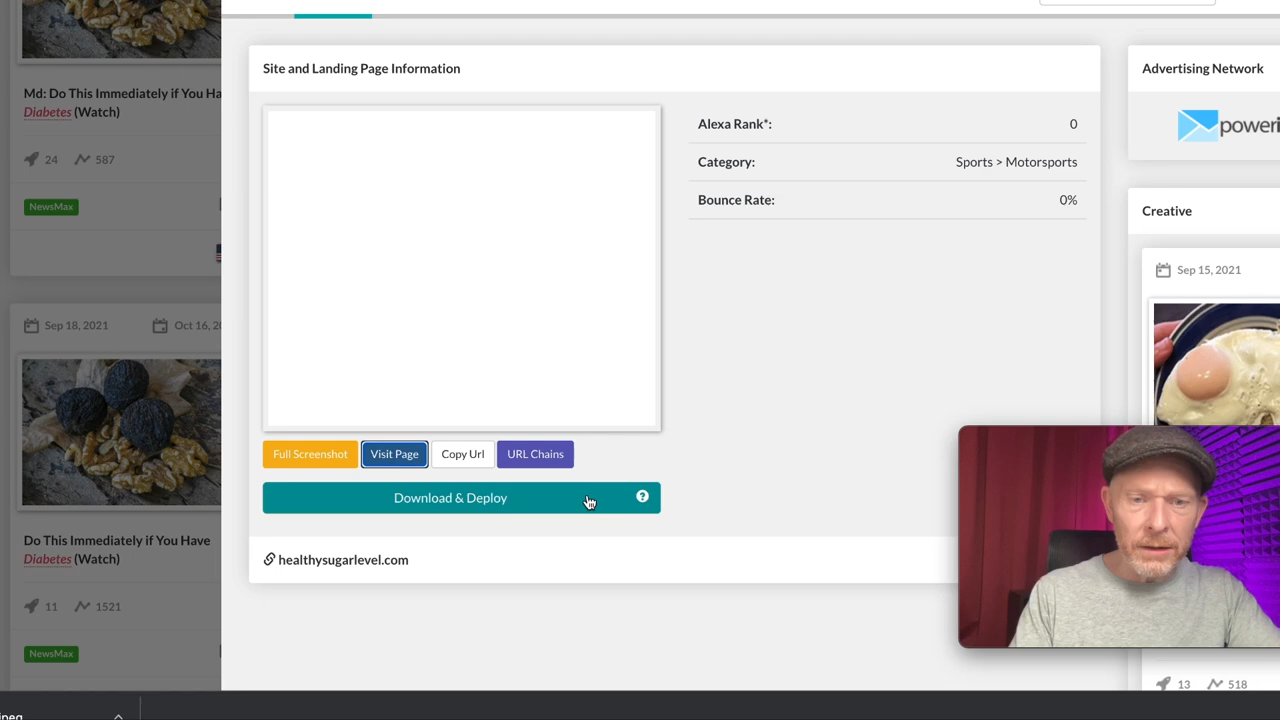 Md: Do This Immediately if You Ha
Diabetes (Watch)
24
587
NewsMax
Sep 18, 2021
Oct 16, 20
Do This Immediately if You Have
Diabetes (Watch)
11
1521
NewsMax
Site and Landing Page Information
Alexa Rank*:
0
Category:
Sports > Motorsports
Bounce Rate:
0%
Full Screenshot
Visit Page
Copy Url
URL Chains
Download & Deploy
?
healthysugarlevel.com
Advertising Network
poweri
Creative
Sep 15, 2021
13
518
ipeg